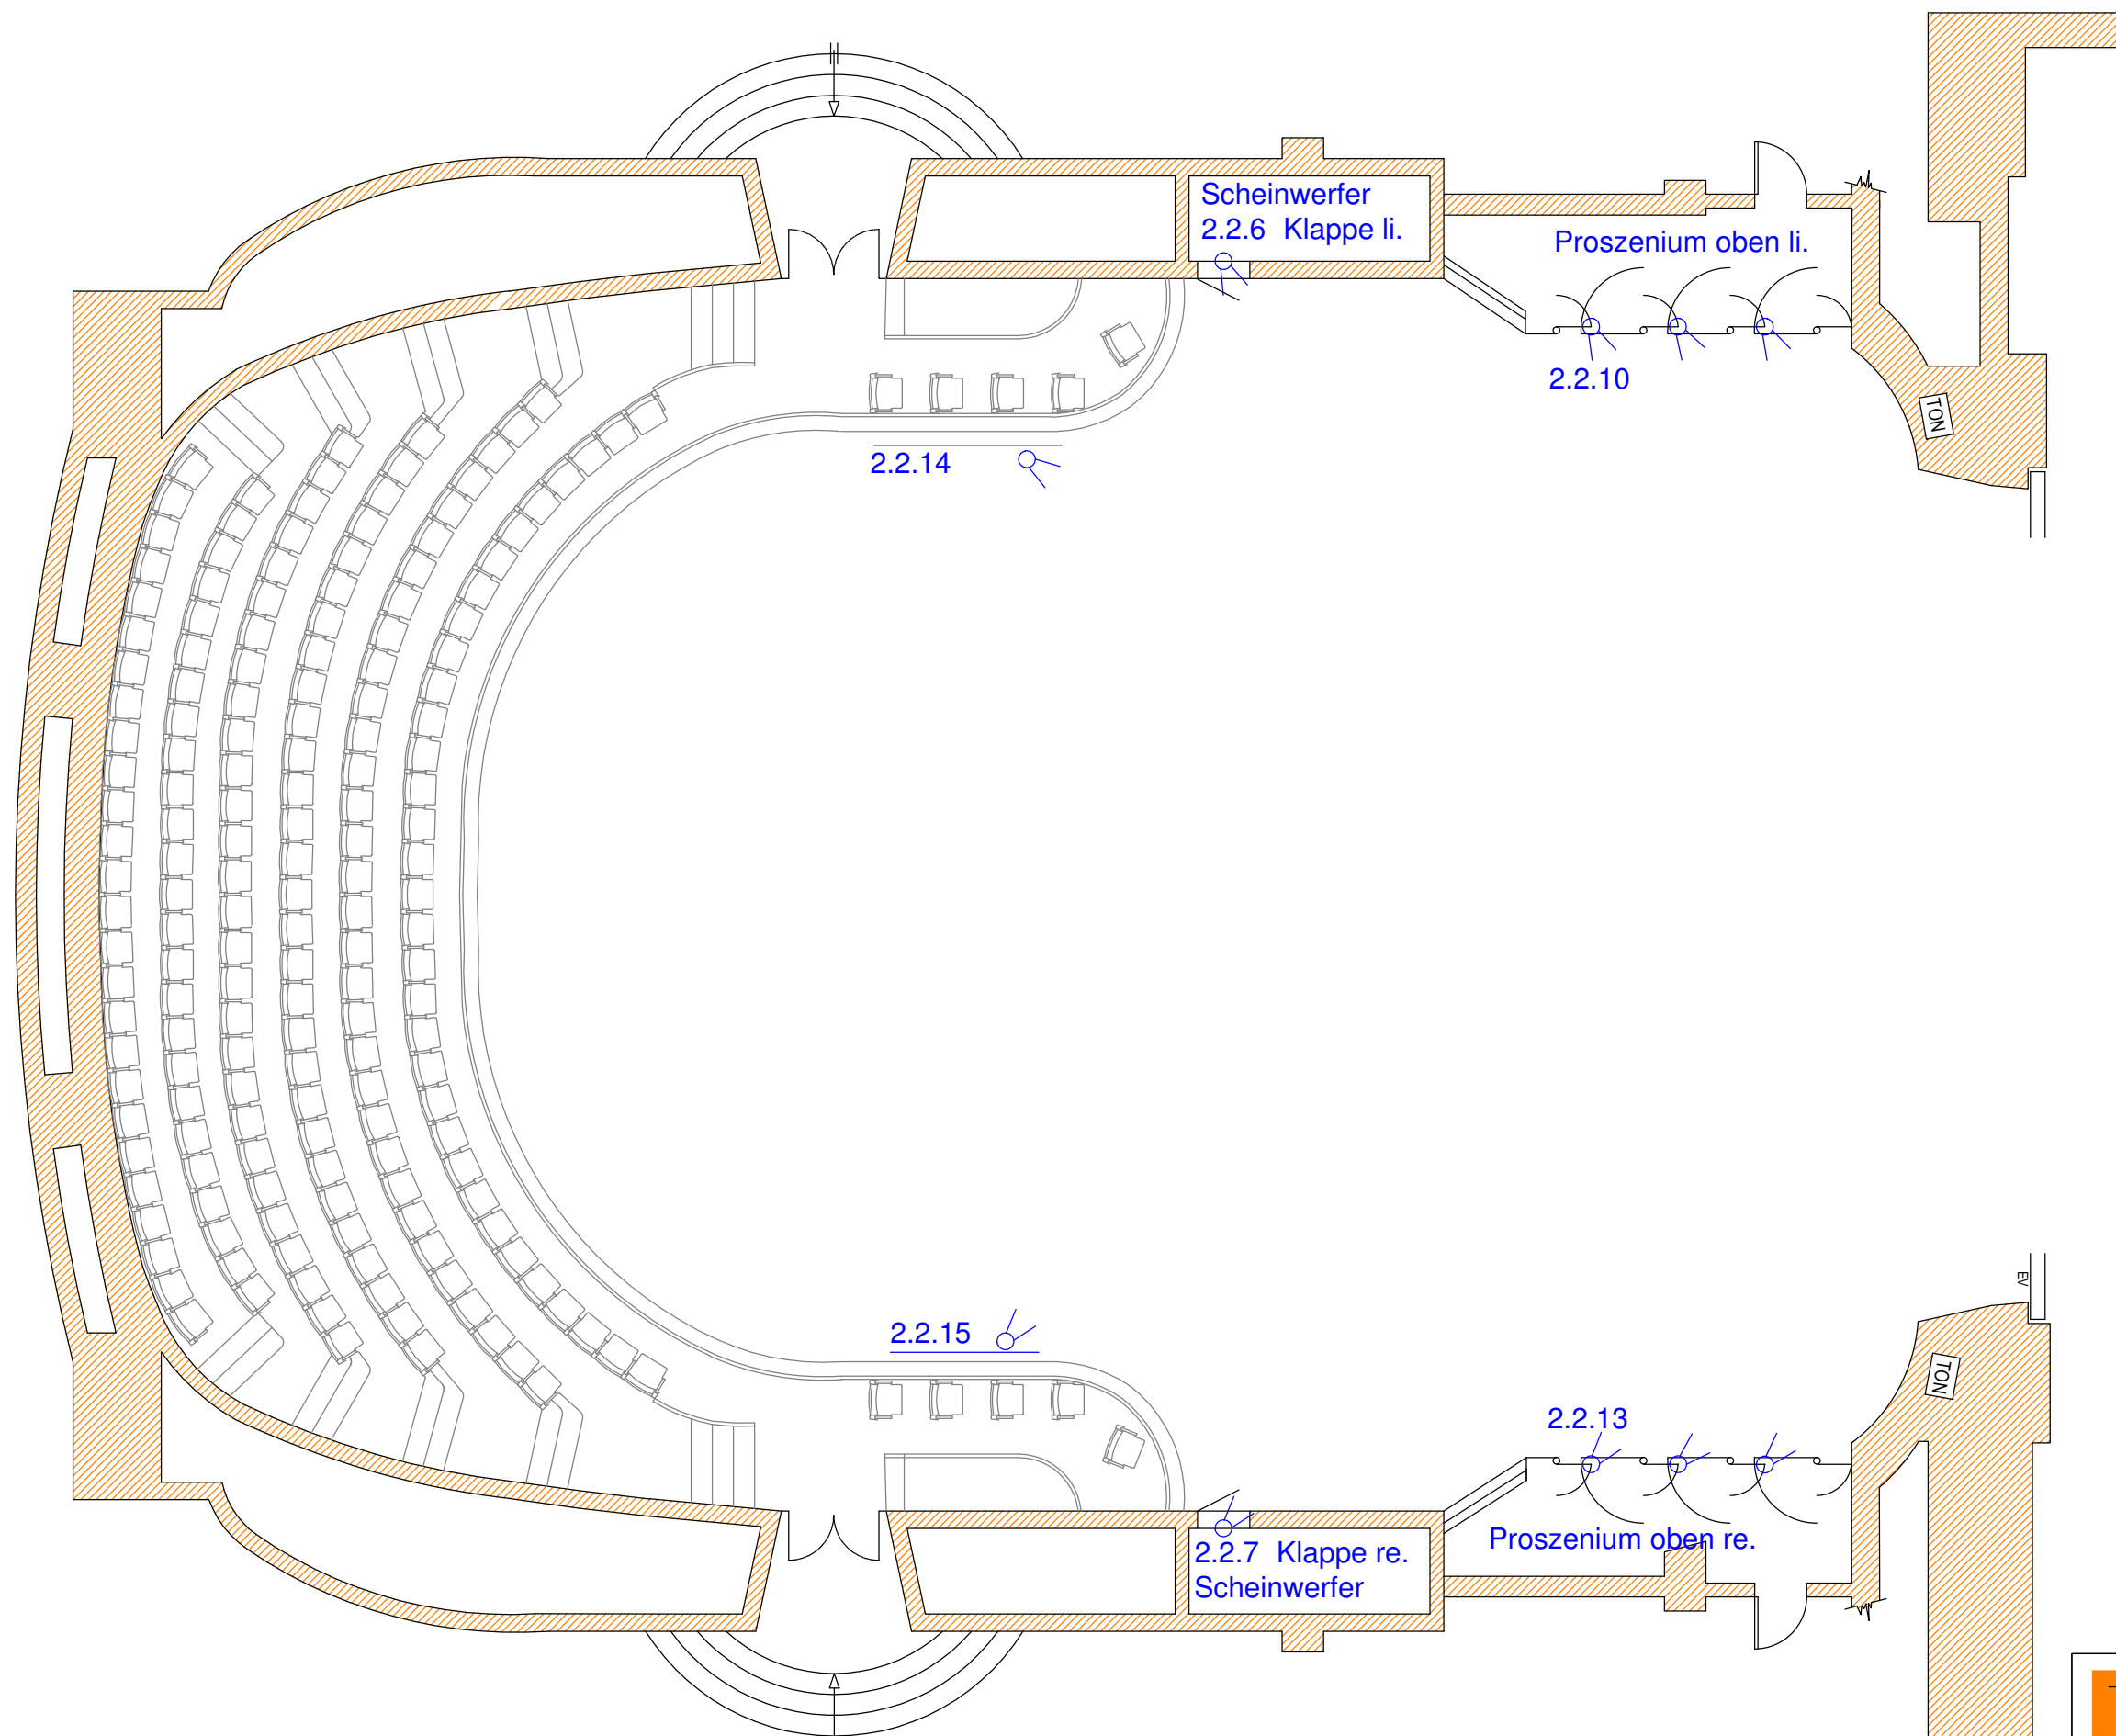 Scheinwerfer
2.2.6 Klappe li.
Proszenium oben li.
2.2.10
TON
2.2.14
EV
2.2.15
TON
2.2.13
Proszenium oben re.
2.2.7 Klappe re.
Scheinwerfer